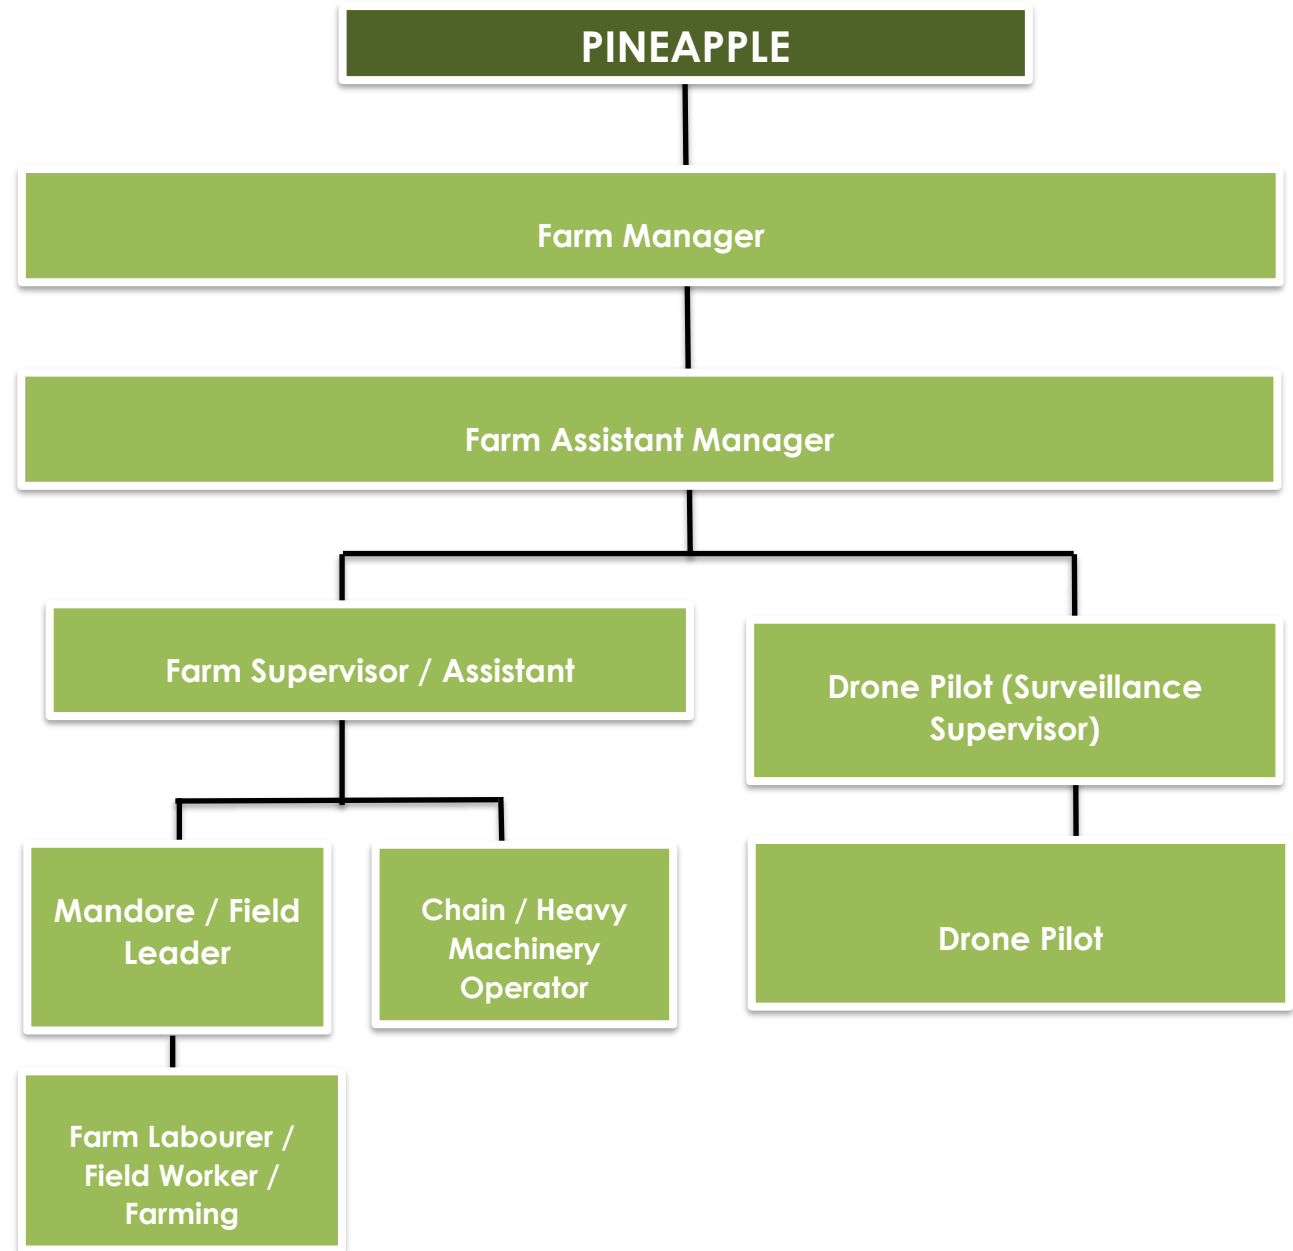 PINEAPPLE
Farm Manager
Farm Assistant Manager
Farm Supervisor / Assistant
Drone Pilot (Surveillance
Supervisor)
Mandore / Field
Leader
Chain / Heavy
Machinery
Operator
Drone Pilot
Farm Labourer /
Field Worker /
Farming